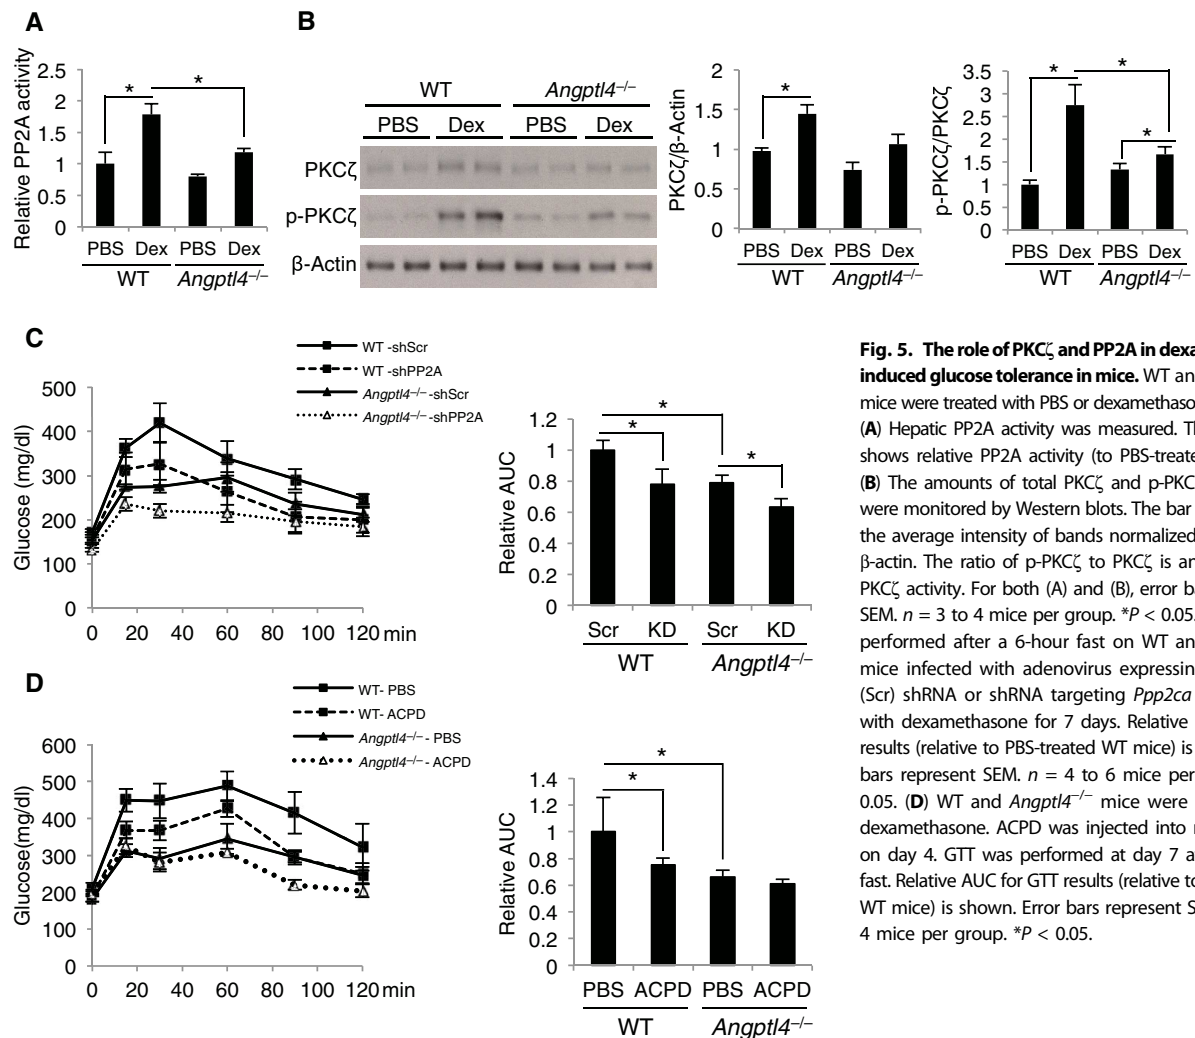 A
Relative PP2A activity
2.5
2
1.5
1
0.5
0
* *
PBS Dex PBS Dex
WT Angptl4–/–
B
WT Angptl4–/–
PBS Dex PBS Dex
PKCζ
p-PKCζ
β-Actin
PKCζ/β-Actin
2
1.5
1
0.5
0
*
PBS Dex PBS Dex
WT Angptl4–/–
p-PKCζ/PKCζ
3.5
3
2.5
2
1.5
1
0.5
0
* *
*
PBS Dex PBS Dex
WT Angptl4–/–
C
WT -shScr
WT -shPP2A
Angptl4–/– -shScr
Angptl4–/– -shPP2A
Glucose (mg/dl)
500
400
300
200
100
0
0 20 40 60 80 100 120 min
Relative AUC
1.2
1
0.8
0.6
0.4
0.2
0
*
*
*
Scr KD Scr KD
WT Angptl4–/–
D
WT- PBS
WT- ACPD
Angptl4–/– - PBS
Angptl4–/– - ACPD
Glucose(mg/dl)
600
500
400
300
200
100
0
0 20 40 60 80 100 120 min
Relative AUC
1.4
1.2
1
0.8
0.6
0.4
0.2
0
*
*
PBS ACPD PBS ACPD
WT Angptl4–/–
Fig. 5. The role of PKCζ and PP2A in dexa
induced glucose tolerance in mice. WT an
mice were treated with PBS or dexamethaso
(A) Hepatic PP2A activity was measured. Th
shows relative PP2A activity (to PBS-treate
(B) The amounts of total PKCζ and p-PKC
were monitored by Western blots. The bar
the average intensity of bands normalized
β-actin. The ratio of p-PKCζ to PKCζ is an
PKCζ activity. For both (A) and (B), error ba
SEM. n = 3 to 4 mice per group. *P < 0.05.
performed after a 6-hour fast on WT an
mice infected with adenovirus expressin
(Scr) shRNA or shRNA targeting Ppp2ca
with dexamethasone for 7 days. Relative
results (relative to PBS-treated WT mice) is
bars represent SEM. n = 4 to 6 mice per
0.05. (D) WT and Angptl4–/– mice were
dexamethasone. ACPD was injected into
on day 4. GTT was performed at day 7 a
fast. Relative AUC for GTT results (relative to
WT mice) is shown. Error bars represent S
4 mice per group. *P < 0.05.